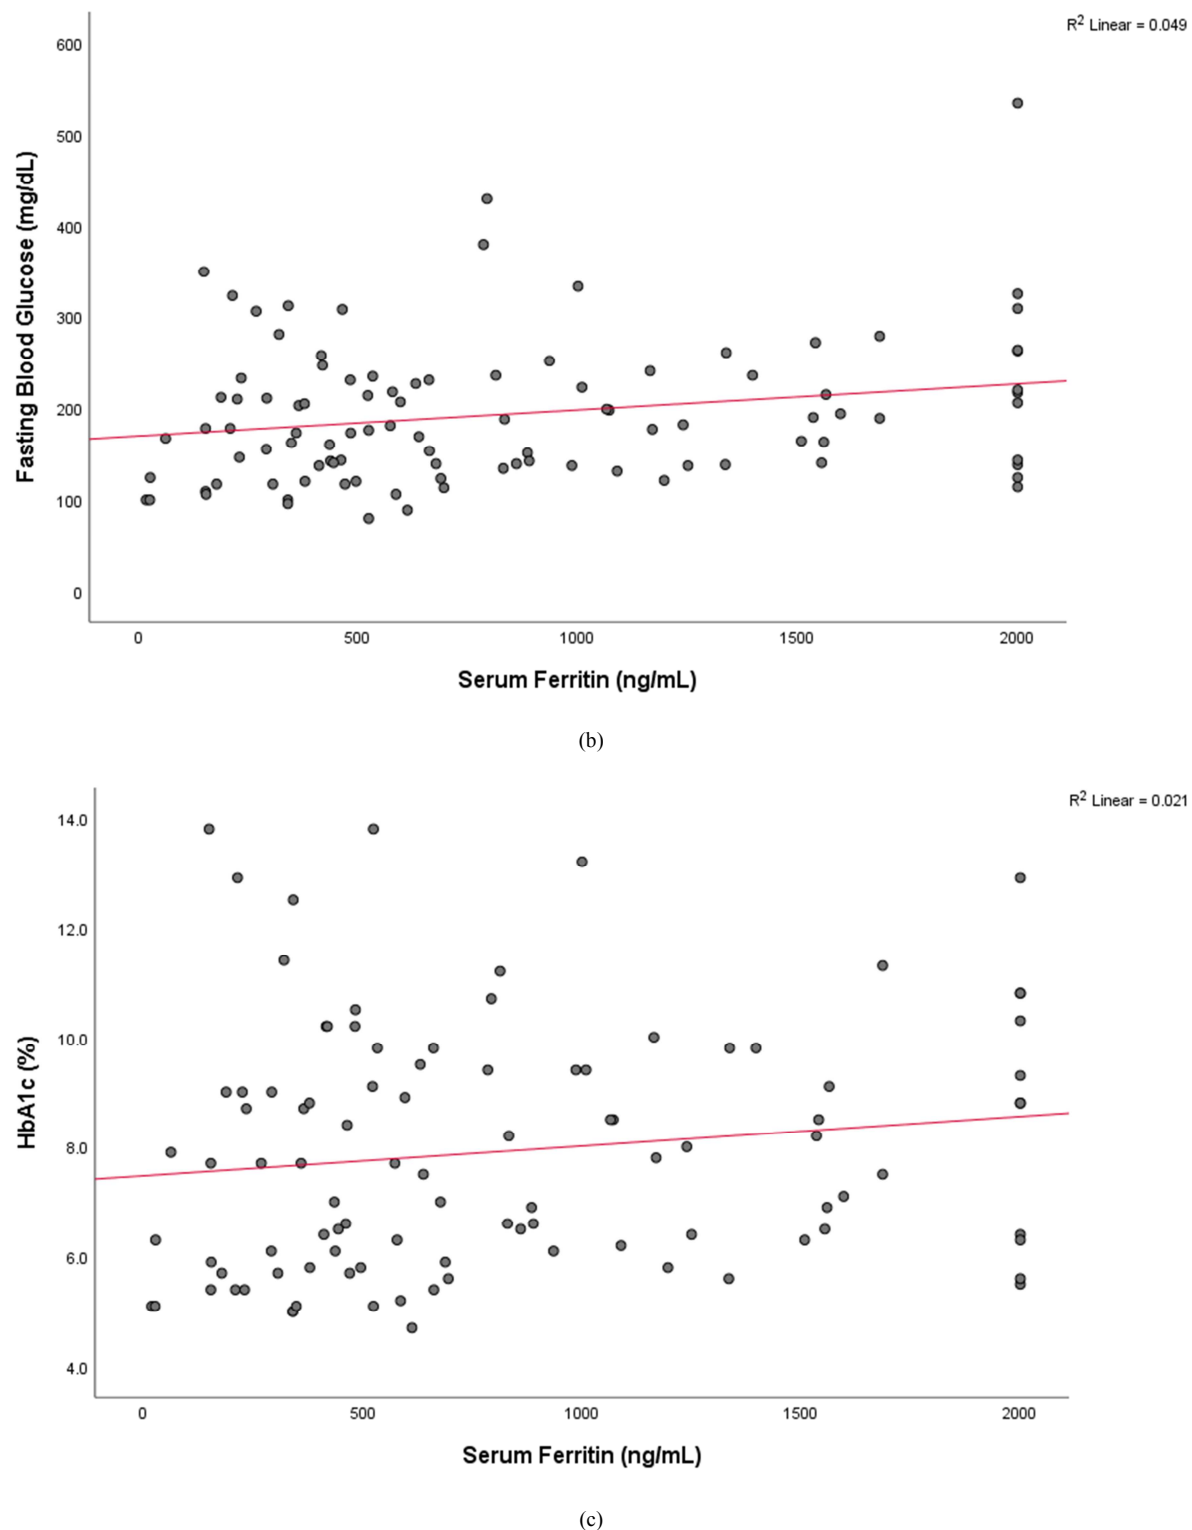 R2 Linear = 0.049
600
500
400
300
200
100
0
Fasting Blood Glucose (mg/dL)
0 500 1000 1500 2000
Serum Ferritin (ng/mL)
(b)
R2 Linear = 0.021
14.0
12.0
10.0
8.0
6.0
4.0
HbA1c (%)
0 500 1000 1500 2000
Serum Ferritin (ng/mL)
(c)